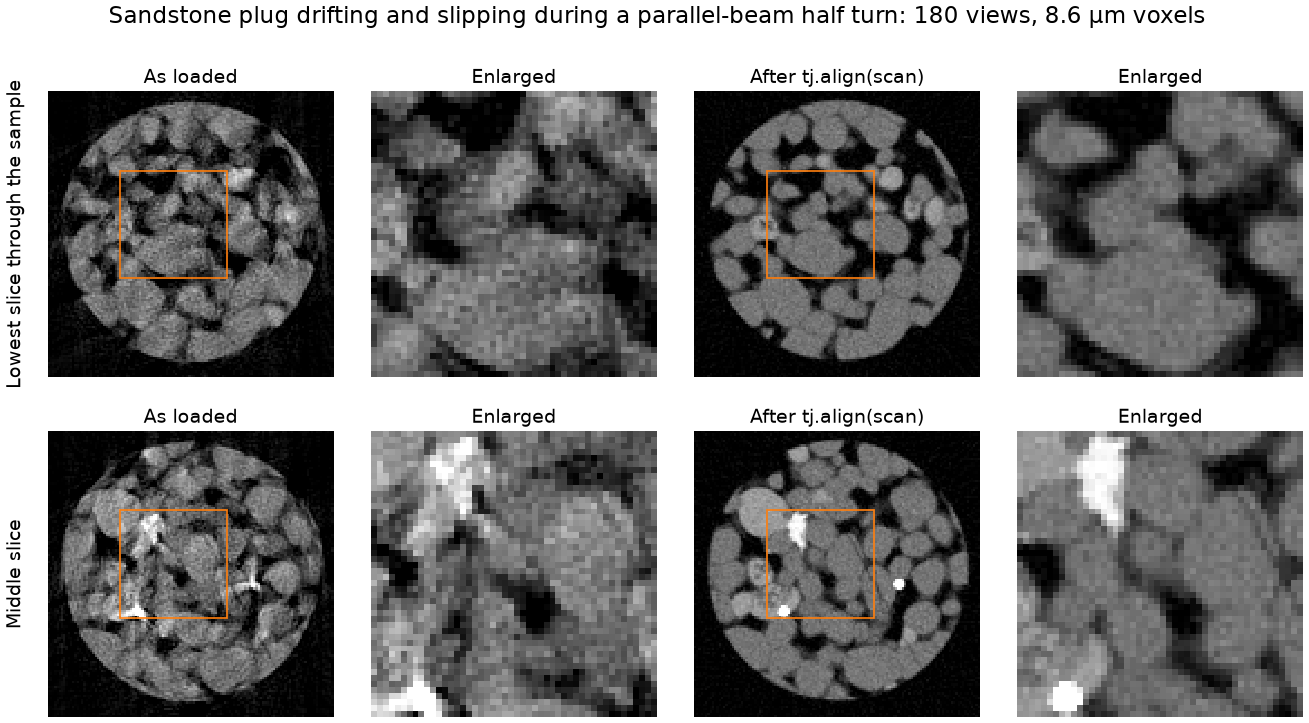 Sandstone plug drifting and slipping during a parallel-beam half turn: 180 views, 8.6 µm voxels
As loaded
Enlarged
After tj.align(scan)
Enlarged
Lowest slice through the sample
As loaded
Enlarged
After tj.align(scan)
Enlarged
Middle slice